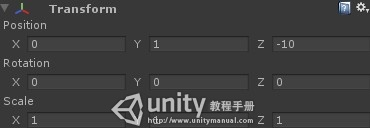 Transform
Position
X 0 Y 1 Z -10
Rotation
X 0 Y 0 Z 0
Scale
X 1 Z 1
unity 教程手册
www.unitymanual.com